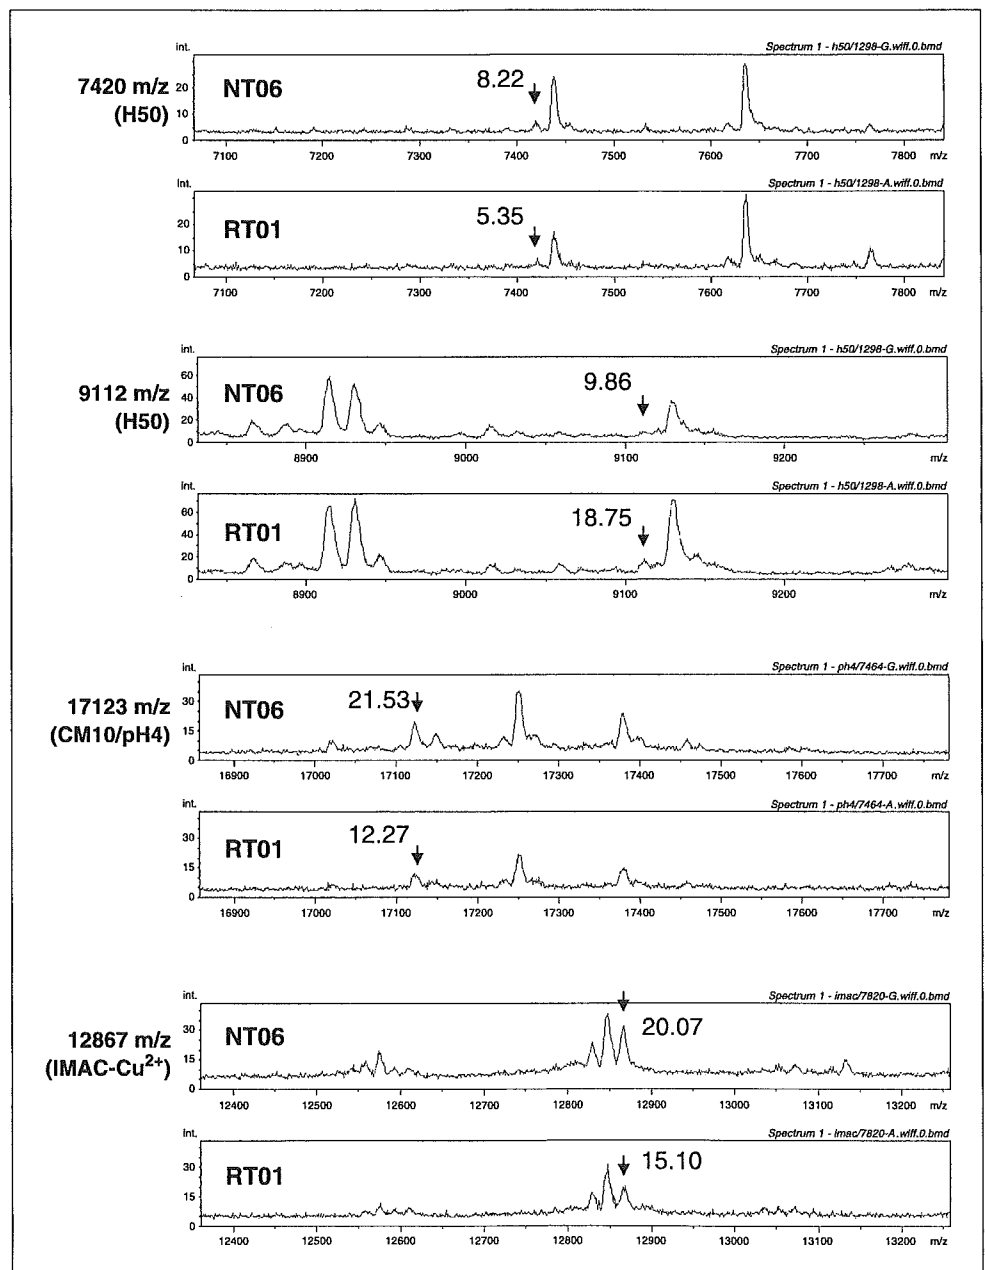 int.
Spectrum 1 - h50/1298-G.wiff.0.bmd
7420 m/z
(H50)
NT06
8.22
20
10
0
7100 7200 7300 7400 7500 7600 7700 7800 m/z
int.
Spectrum 1 - h50/1298-A.wiff.0.bmd
RT01
5.35
20
10
0
7100 7200 7300 7400 7500 7600 7700 7800 m/z
int.
Spectrum 1 - h50/1298-G.wiff.0.bmd
9112 m/z
(H50)
NT06
9.86
60
40
20
0
8900 9000 9100 9200 m/z
int.
Spectrum 1 - h50/1298-A.wiff.0.bmd
RT01
18.75
60
40
20
0
8900 9000 9100 9200 m/z
int.
Spectrum 1 - ph4/7464-G.wiff.0.bmd
17123 m/z
(CM10/pH4)
NT06
21.53
30
15
0
16900 17000 17100 17200 17300 17400 17500 17600 17700 m/z
int.
Spectrum 1 - ph4/7464-A.wiff.0.bmd
RT01
12.27
30
15
0
16900 17000 17100 17200 17300 17400 17500 17600 17700 m/z
int.
Spectrum 1 - imac/7820-G.wiff.0.bmd
12867 m/z
(IMAC-Cu²⁺)
NT06
20.07
30
15
0
12400 12500 12600 12700 12800 12900 13000 13100 13200 m/z
int.
Spectrum 1 - imac/7820-A.wiff.0.bmd
RT01
15.10
30
15
0
12400 12500 12600 12700 12800 12900 13000 13100 13200 m/z